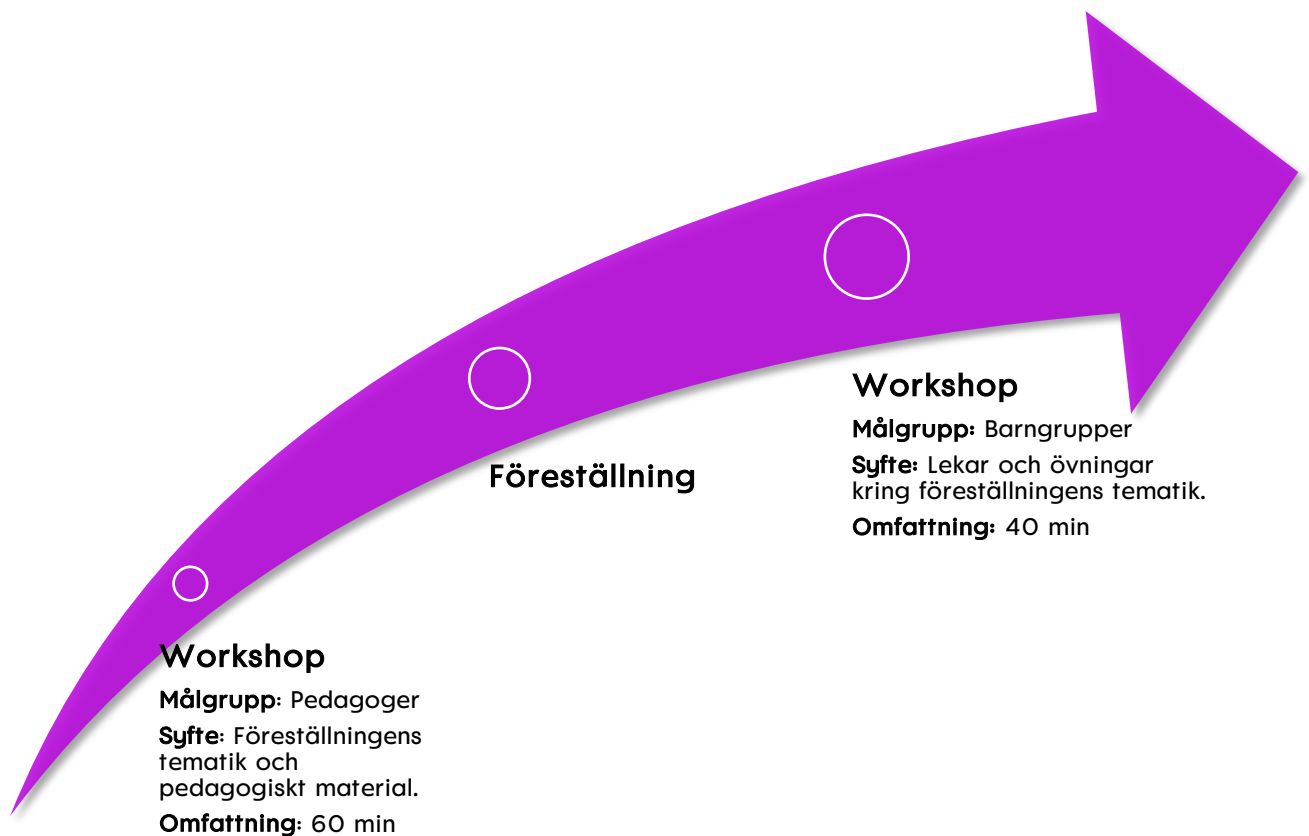 Workshop
Målgrupp: Pedagoger
Syfte: Föreställningens
tematik och
pedagogiskt material.
Omfattning: 60 min
Föreställning
Workshop
Målgrupp: Barngrupper
Syfte: Lekar och övningar
kring föreställningens tematik.
Omfattning: 40 min